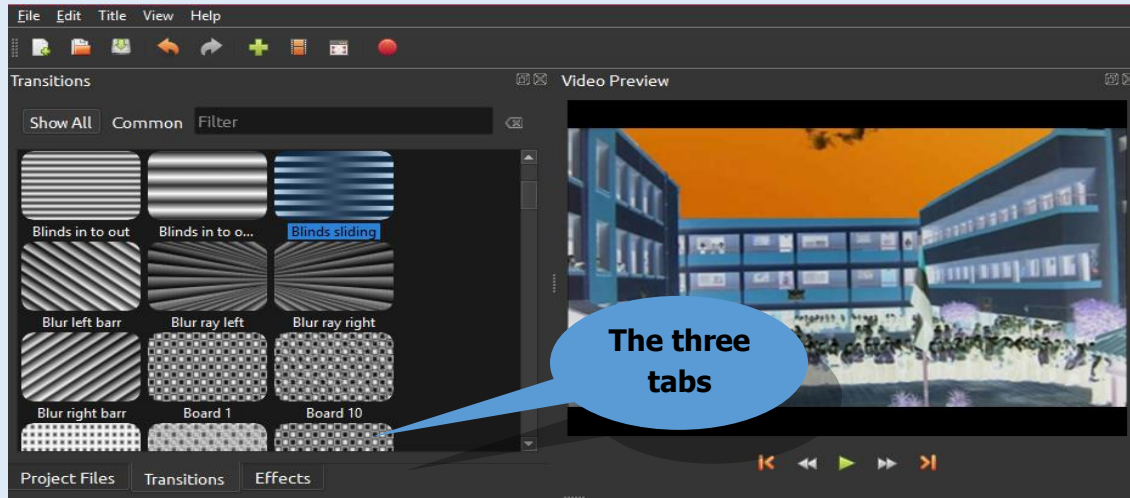 File Edit Title View Help
Transitions
Video Preview
Show All Common Filter
Blinds in to out Blinds in to o... Blinds sliding
Blur left barr Blur ray left Blur ray right
The three
tabs
Blur right barr Board 1 Board 10
Project Files Transitions Effects